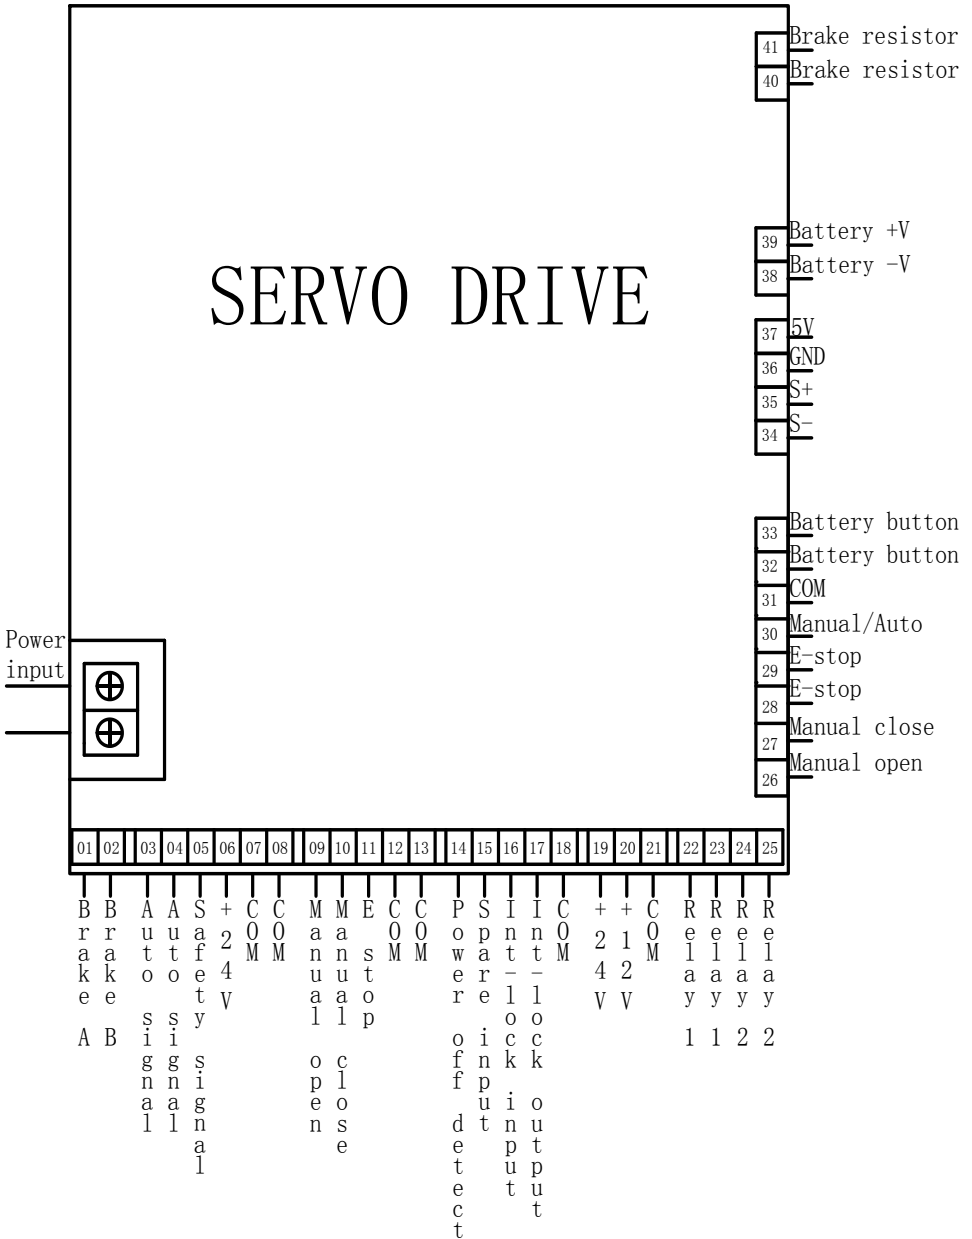 41 Brake resistor
40 Brake resistor
39 Battery +V
38 Battery -V
SERVO DRIVE
37 5V
36 GND
35 S+
34 S-
33 Battery button
32 Battery button
31 COM
30 Manual/Auto
29 E-stop
28 E-stop
27 Manual close
26 Manual open
Power
input
01 02 03 04 05 06 07 08 09 10 11 12 13 14 15 16 17 18 19 20 21 22 23 24 25
Brake A
Brake B
Auto signal
Auto signal
Safety signal
+24V
COM
COM
Manual open
Manual close
E stop
COM
COM
Power off detect
Spare input
Int-lock input
Int-lock output
COM
+24V
+12V
COM
Relay 1
Relay 1
Relay 2
Relay 2